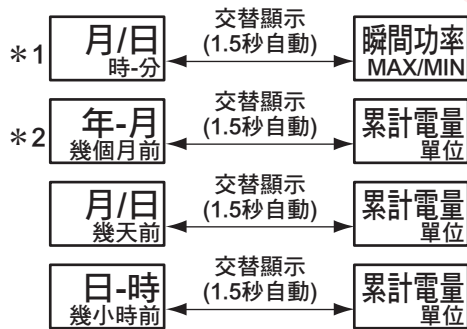 ＊1 月/日 交替顯示 瞬間功率
時-分 (1.5秒自動) MAX/MIN
＊2 年-月 交替顯示 累計電量
幾個月前 (1.5秒自動) 單位
月/日 交替顯示 累計電量
幾天前 (1.5秒自動) 單位
日-時 交替顯示 累計電量
幾小時前 (1.5秒自動) 單位